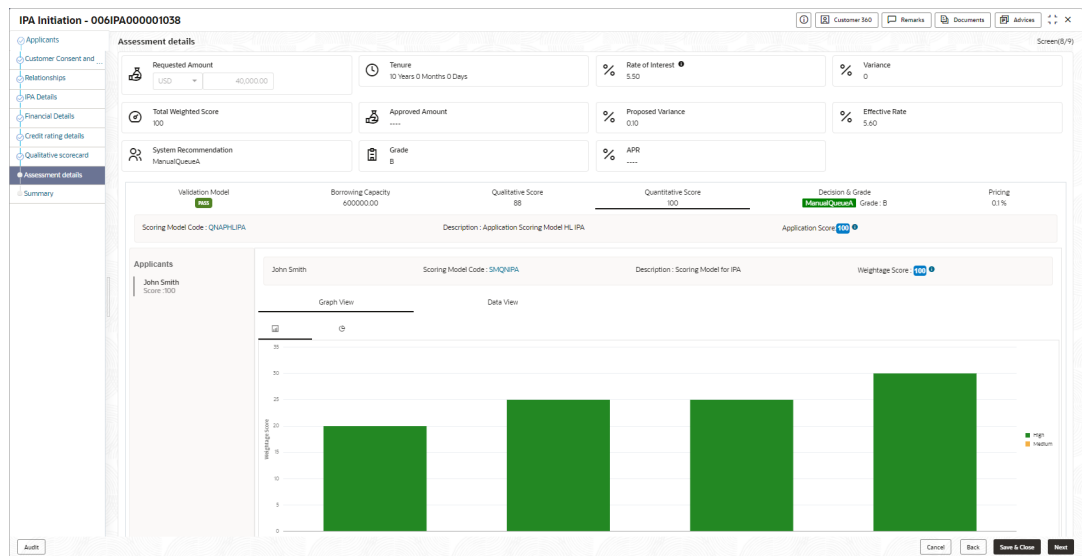 IPA Initiation - 006IPA000001038
Customer 360
Remarks
Documents
Advices
Applicants
Customer Consent and ...
Relationships
IPA Details
Financial Details
Credit rating details
Qualitative scorecard
Assessment details
Summary
Assessment details
Screen(8/9)
Requested Amount
USD 40,000.00
Tenure
10 Years 0 Months 0 Days
Rate of Interest
5.50
Variance
0
Total Weighted Score
100
Approved Amount
----
Proposed Variance
0.10
Effective Rate
5.60
System Recommendation
ManualQueueA
Grade
B
APR
----
Validation Model
PASS
Borrowing Capacity
600000.00
Qualitative Score
88
Quantitative Score
100
Decision & Grade
ManualQueueA Grade : B
Pricing
0.1%
Scoring Model Code : QNAPHLIPA
Description : Application Scoring Model HL IPA
Application Score 100
Applicants
John Smith
Score :100
John Smith
Scoring Model Code : SMQNIPA
Description : Scoring Model for IPA
Weightage Score : 100
Graph View
Data View
35
30
25
20
15
10
5
0
Weightage Score
High
Medium
Audit
Cancel
Back
Save & Close
Next